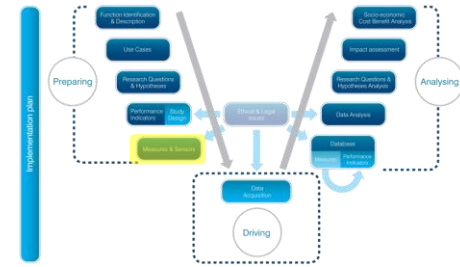 Implementation plan
Function Identification
& Description
Use Cases
Research Questions
& Hypotheses
Performance
Indicators
Study
Design
Measures & Sensors
Preparing
Ethical & Legal
Issues
Data
Acquisition
Driving
Socio-economic
Cost Benefit Analysis
Impact assessment
Research Questions &
Hypotheses Analysis
Data Analysis
Database
Measures
Performance
Indicators
Analysing